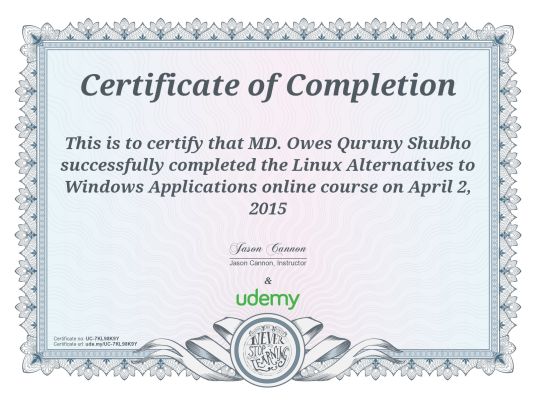 Certificate of Completion
This is to certify that MD. Owes Quruny Shubho
successfully completed the Linux Alternatives to
Windows Applications online course on April 2,
2015
Jason Cannon
Jason Cannon, Instructor
&
udemy
NEVER
STOP
LEARNING
Certificate no: UC-7KL98K9Y
Certificate url: ude.my/UC-7KL98K9Y